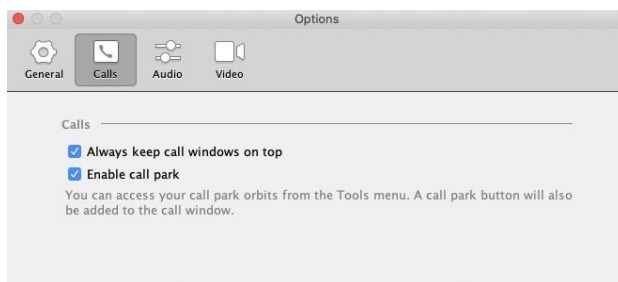 Options
General Calls Audio Video
Calls
Always keep call windows on top
Enable call park
You can access your call park orbits from the Tools menu. A call park button will also
be added to the call window.